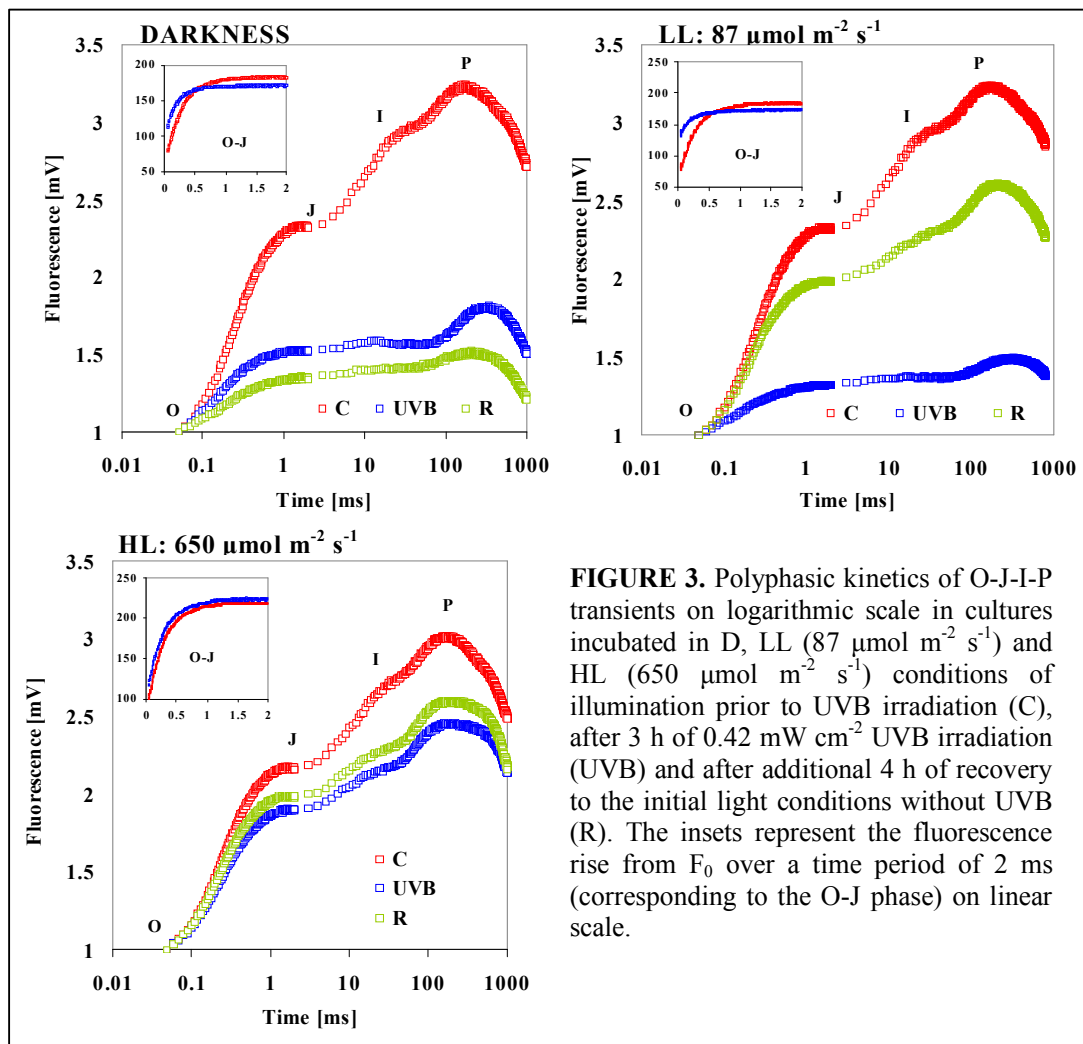 DARKNESS
3.5
3
2.5
2
1.5
1
Fluorescence [mV]
200
150
100
50
0 0.5 1 1.5 2
O-J
O
J
I
P
C UVB R
0.01 0.1 1 10 100 1000
Time [ms]
LL: 87 µmol m-2 s-1
3.5
3
2.5
2
1.5
1
Fluorescence [mV]
250
200
150
100
50
0 0.5 1 1.5 2
O-J
O
J
I
P
C UVB R
0.01 0.1 1 10 100 1000
Time [ms]
HL: 650 µmol m-2 s-1
3.5
3
2.5
2
1.5
1
Fluorescence [mV]
250
200
150
100
0 0.5 1 1.5 2
O-J
O
J
I
P
C
UVB
R
0.01 0.1 1 10 100 1000
Time [ms]
FIGURE 3. Polyphasic kinetics of O-J-I-P
transients on logarithmic scale in cultures
incubated in D, LL (87 µmol m-2 s-1) and
HL (650 µmol m-2 s-1) conditions of
illumination prior to UVB irradiation (C),
after 3 h of 0.42 mW cm-2 UVB irradiation
(UVB) and after additional 4 h of recovery
to the initial light conditions without UVB
(R). The insets represent the fluorescence
rise from F0 over a time period of 2 ms
(corresponding to the O-J phase) on linear
scale.